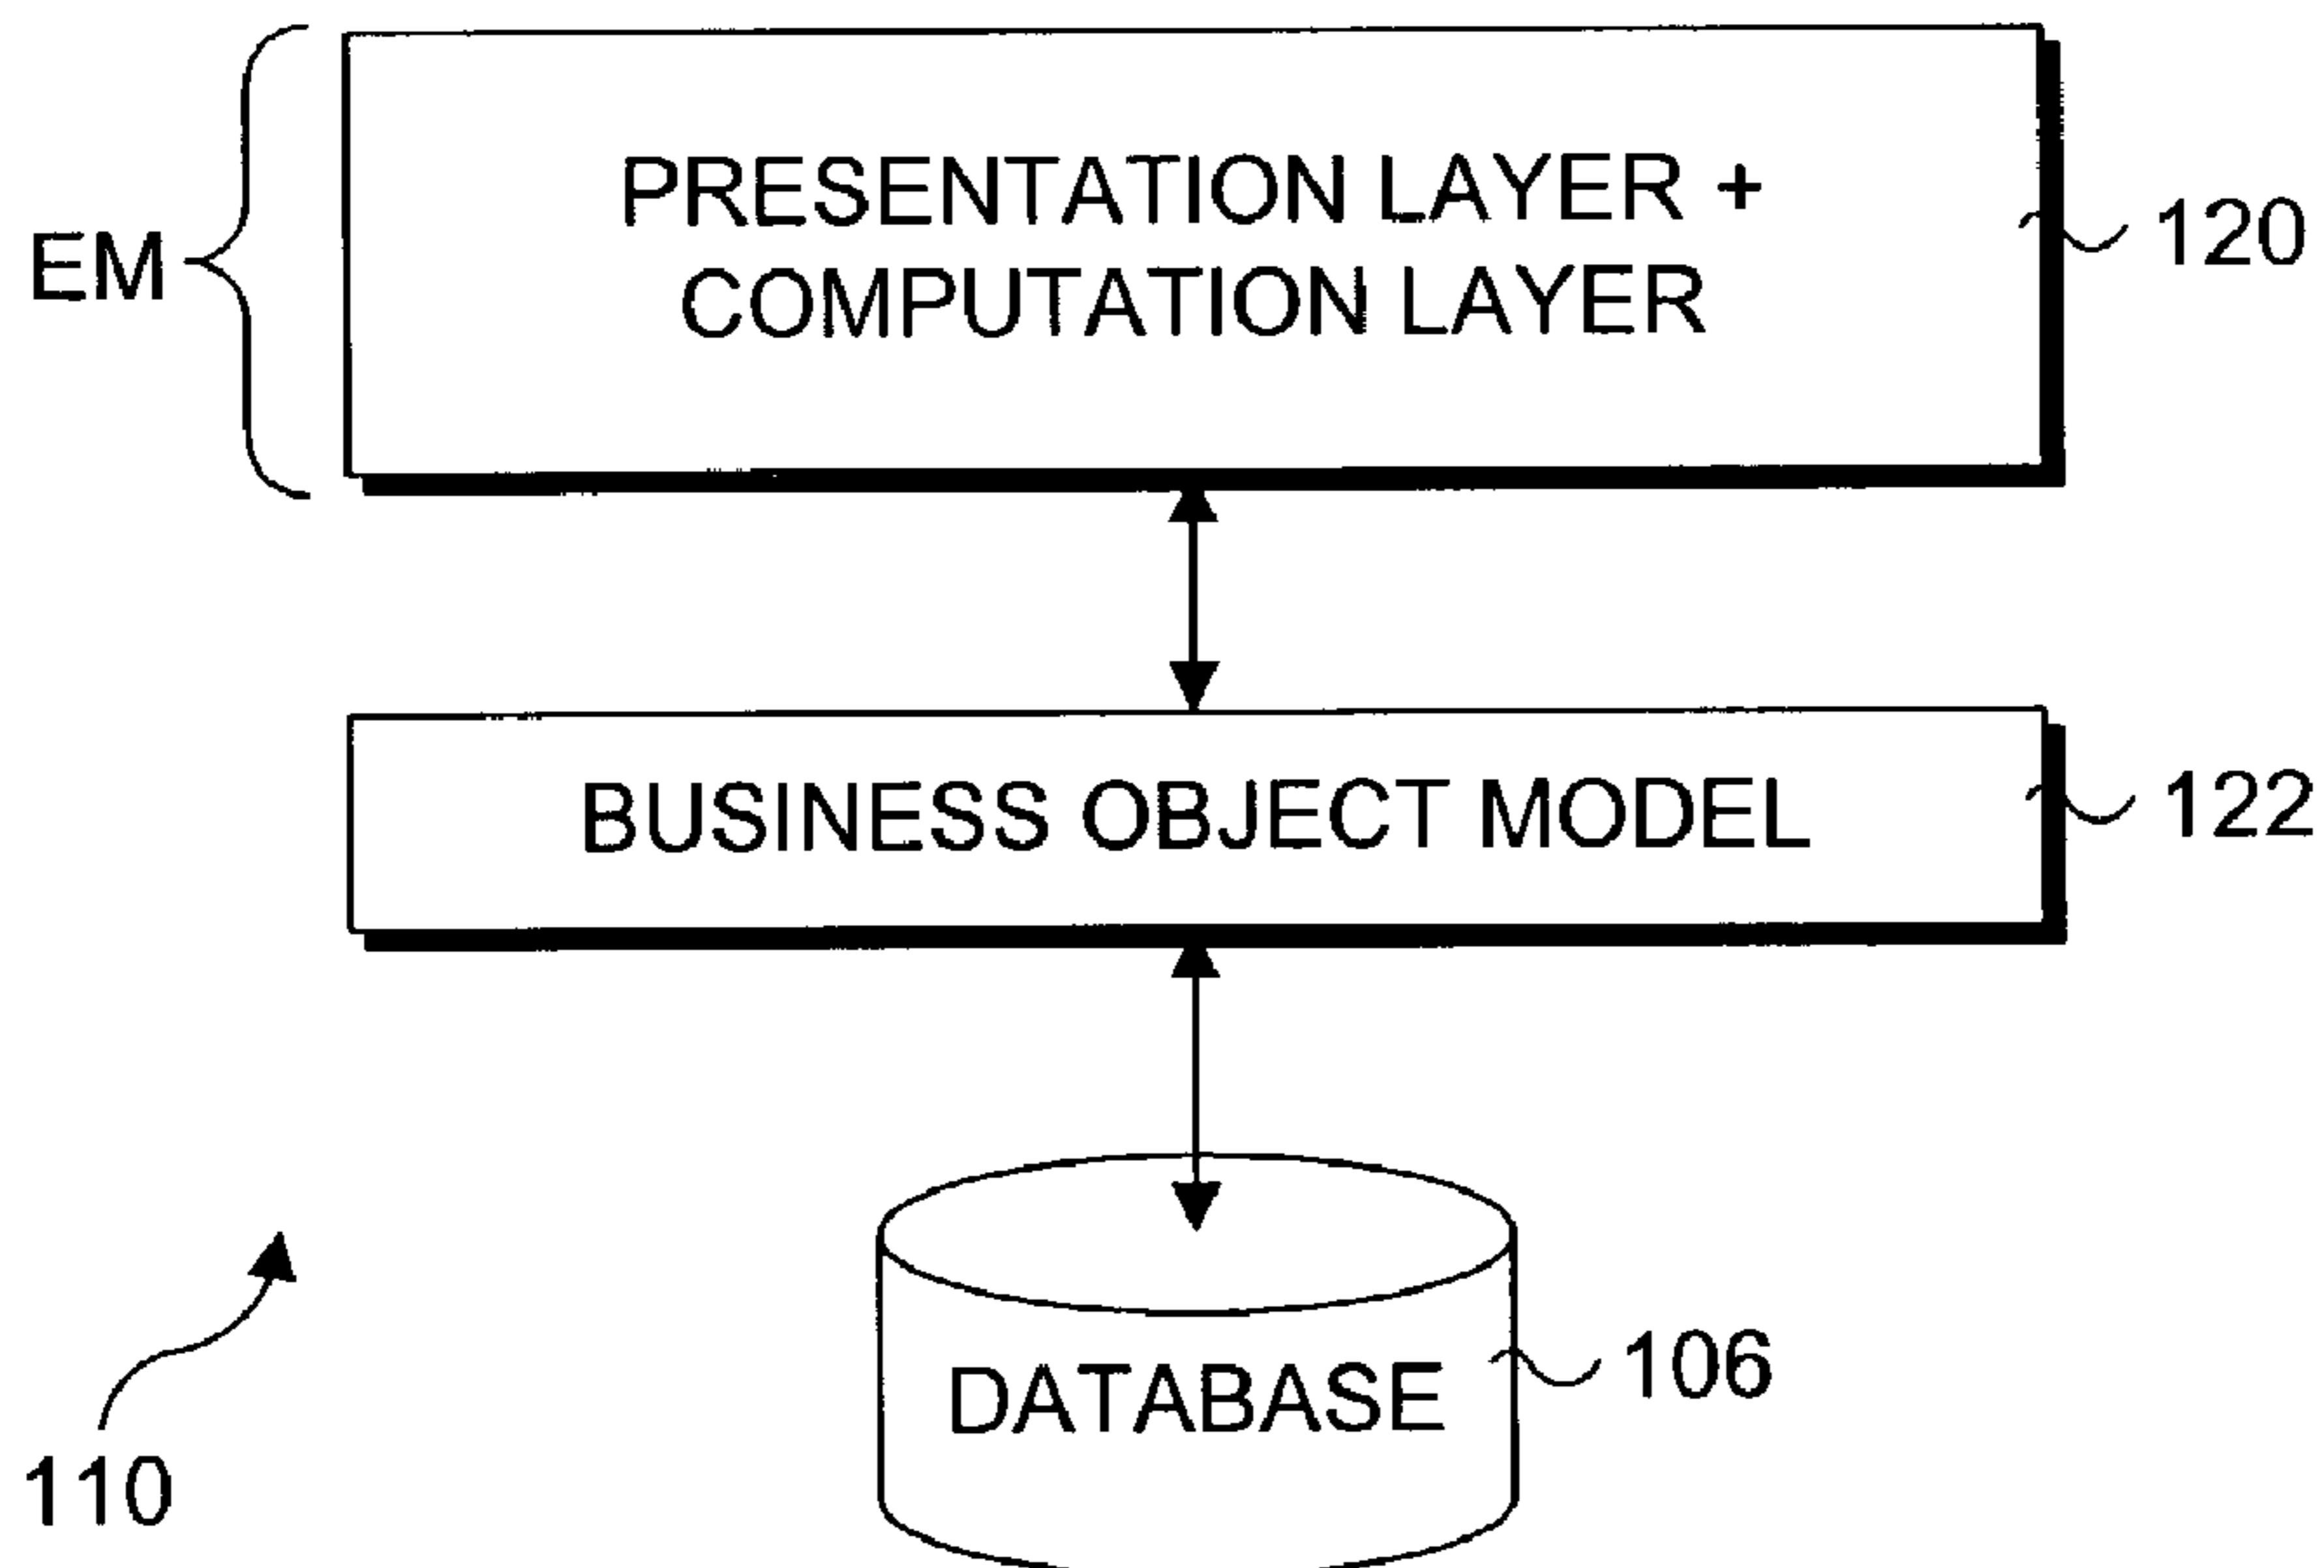 PRESENTATION LAYER +
COMPUTATION LAYER
EM
120
BUSINESS OBJECT MODEL
122
DATABASE
106
110